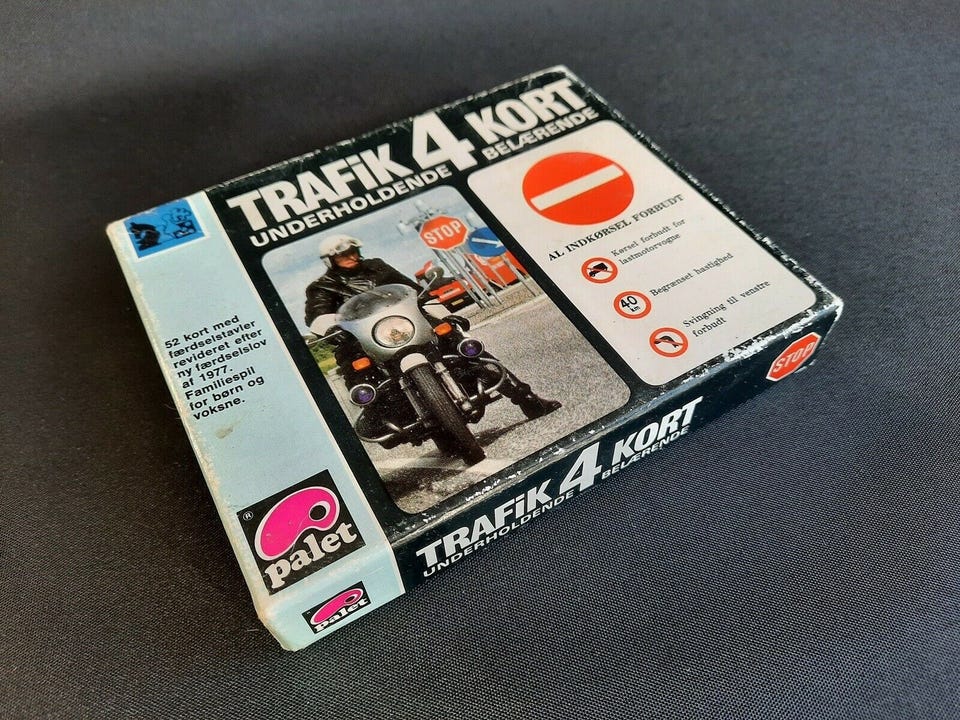 TRAFiK 4 KORT
UNDERHOLDENDE BELÆRENDE
STOP
AL INDKØRSEL FORBUDT
Kørsel forbudt for
lastmotorvogne
40
km
Begrænset hastighed
Svingning til venstre
forbudt
52 kort med
færdselstavler
revideret efter
ny færdselslov
af 1977.
Familiespil
for børn og
voksne.
®
palet
palet
TRAFiK 4 KORT
UNDERHOLDENDE BELÆRENDE
STOP